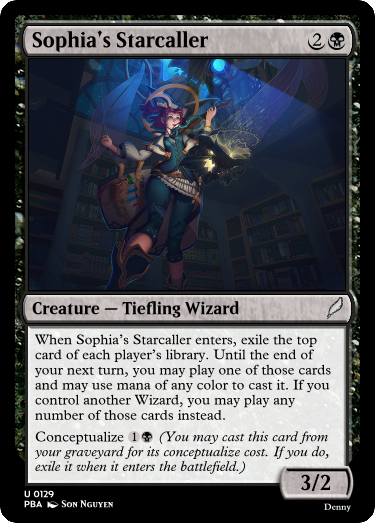 Sophia's Starcaller 2
Creature — Tiefling Wizard
When Sophia's Starcaller enters, exile the top
card of each player's library. Until the end of
your next turn, you may play one of those cards
and may use mana of any color to cast it. If you
control another Wizard, you may play any
number of those cards instead.
Conceptualize 1 (You may cast this card from
your graveyard for its conceptualize cost. If you do,
exile it when it enters the battlefield.)
3/2
U 0129
PBA Son Nguyen
Denny